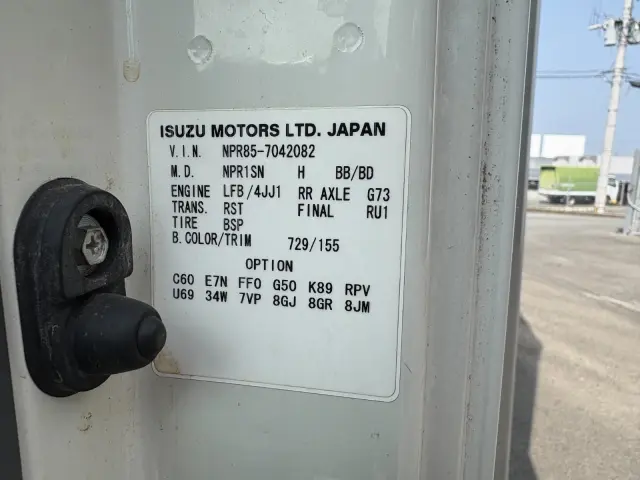 ISUZU MOTORS LTD. JAPAN
V.I.N. NPR85-7042082
M.D. NPR1SN H BB/BD
ENGINE LFB/4JJ1 RR AXLE G73
TRANS. RST FINAL RU1
TIRE BSP
B.COLOR/TRIM 729/155
OPTION
C60 E7N FF0 G50 K89 RPV
U69 34W 7VP 8GJ 8GR 8JM